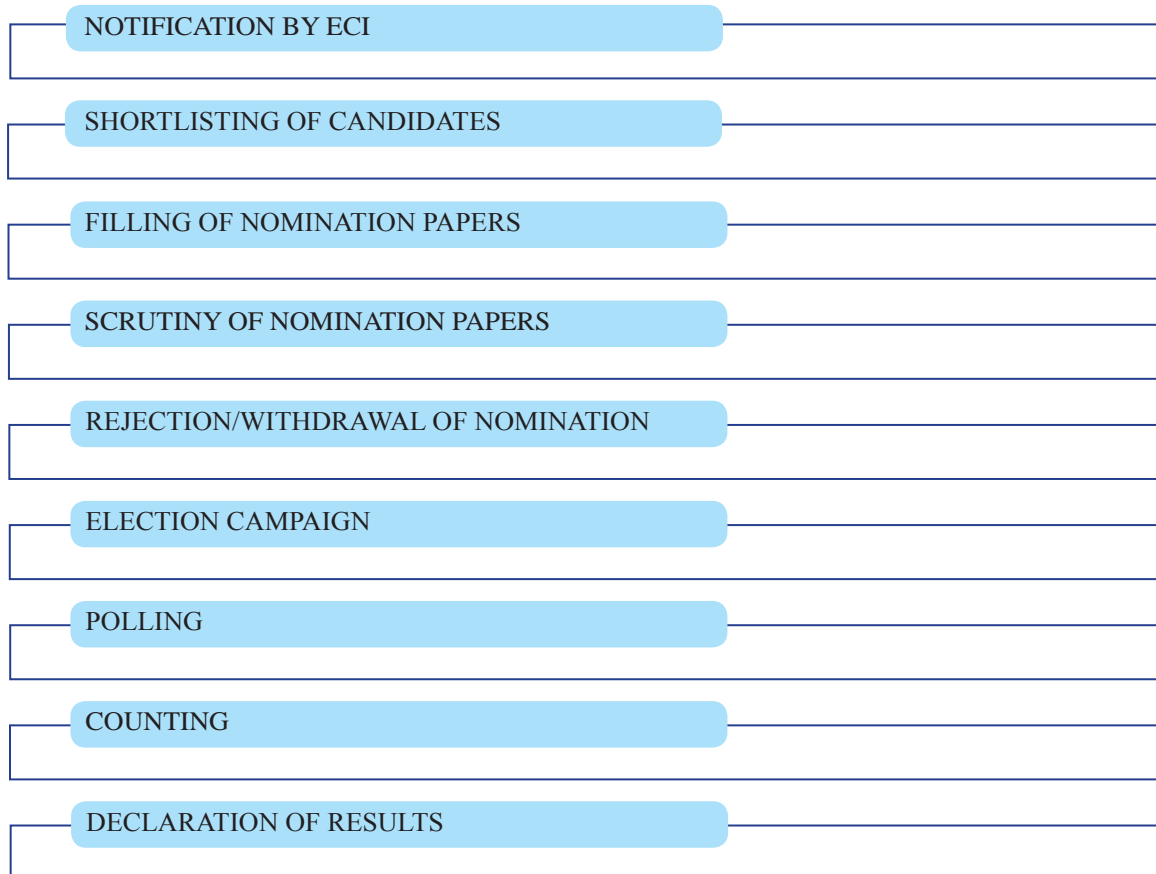 NOTIFICATION BY ECI
SHORTLISTING OF CANDIDATES
FILLING OF NOMINATION PAPERS
SCRUTINY OF NOMINATION PAPERS
REJECTION/WITHDRAWAL OF NOMINATION
ELECTION CAMPAIGN
POLLING
COUNTING
DECLARATION OF RESULTS